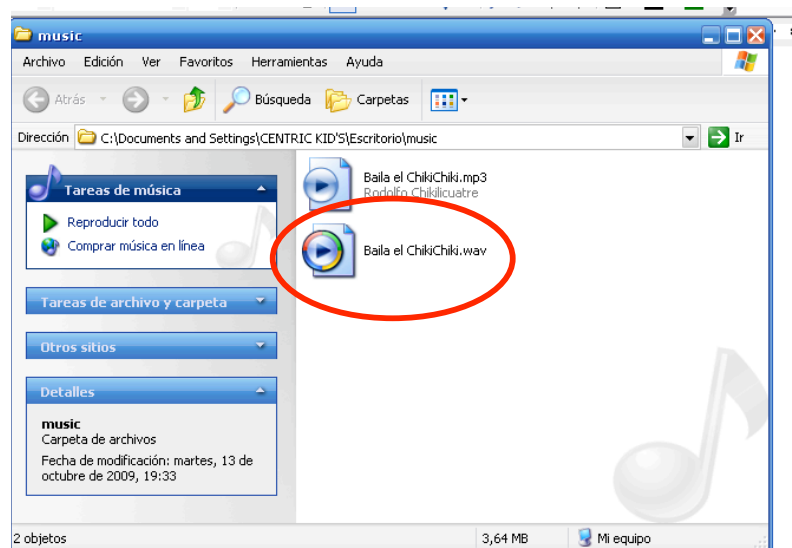 music
Archivo Edición Ver Favoritos Herramientas Ayuda
Atrás Búsqueda Carpetas
Dirección C:\Documents and Settings\CENTRIC KID'S\Escritorio\music Ir
Tareas de música
Reproducir todo
Comprar música en línea
Tareas de archivo y carpeta
Otros sitios
Detalles
music
Carpeta de archivos
Fecha de modificación: martes, 13 de
octubre de 2009, 19:33
Baila el ChikiChiki.mp3
Rodolfo Chikilicuatre
Baila el ChikiChiki.wav
2 objetos 3,64 MB Mi equipo